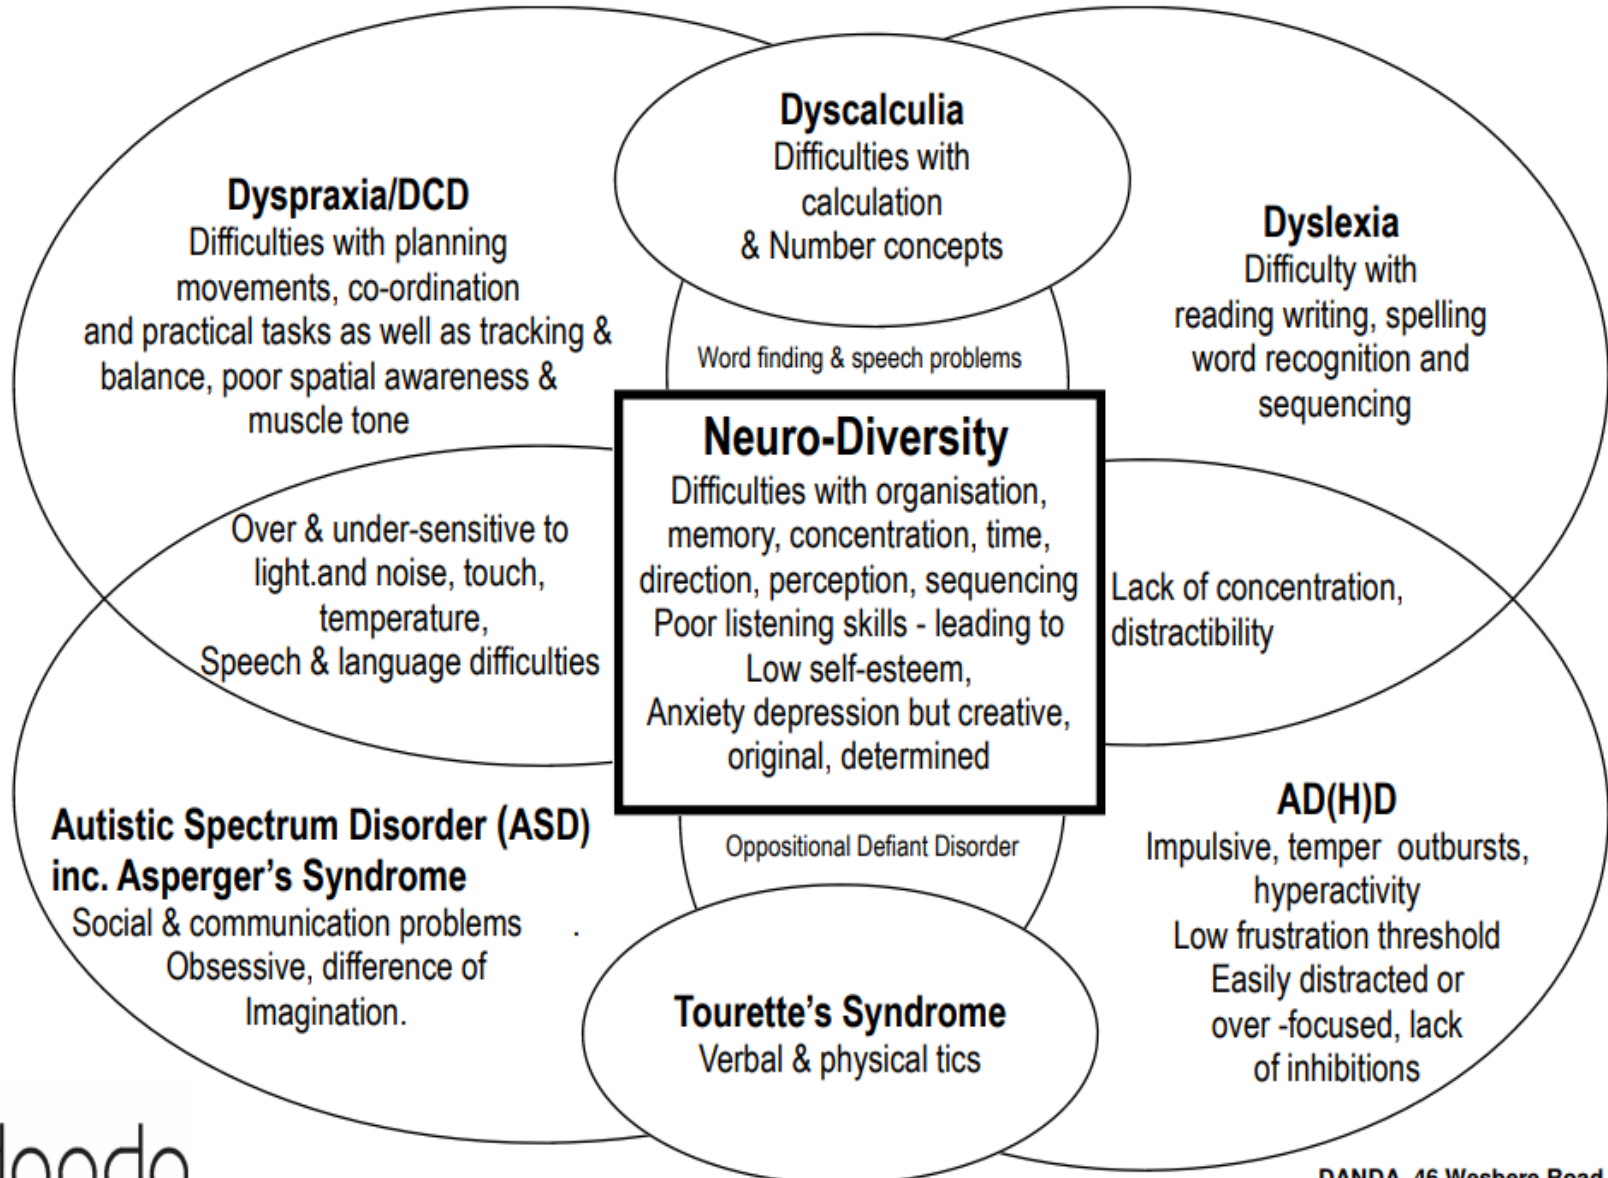 Dyscalculia
Difficulties with
calculation
& Number concepts
Dyspraxia/DCD
Difficulties with planning
movements, co-ordination
and practical tasks as well as tracking &
balance, poor spatial awareness &
muscle tone
Dyslexia
Difficulty with
reading writing, spelling
word recognition and
sequencing
Word finding & speech problems
Neuro-Diversity
Difficulties with organisation,
memory, concentration, time,
direction, perception, sequencing
Poor listening skills - leading to
Low self-esteem,
Anxiety depression but creative,
original, determined
Over & under-sensitive to
light.and noise, touch,
temperature,
Speech & language difficulties
Lack of concentration,
distractibility
Autistic Spectrum Disorder (ASD)
inc. Asperger’s Syndrome
Social & communication problems .
Obsessive, difference of
Imagination.
Oppositional Defiant Disorder
AD(H)D
Impulsive, temper outbursts,
hyperactivity
Low frustration threshold
Easily distracted or
over -focused, lack
of inhibitions
Tourette’s Syndrome
Verbal & physical tics
DANDA, 46 Road